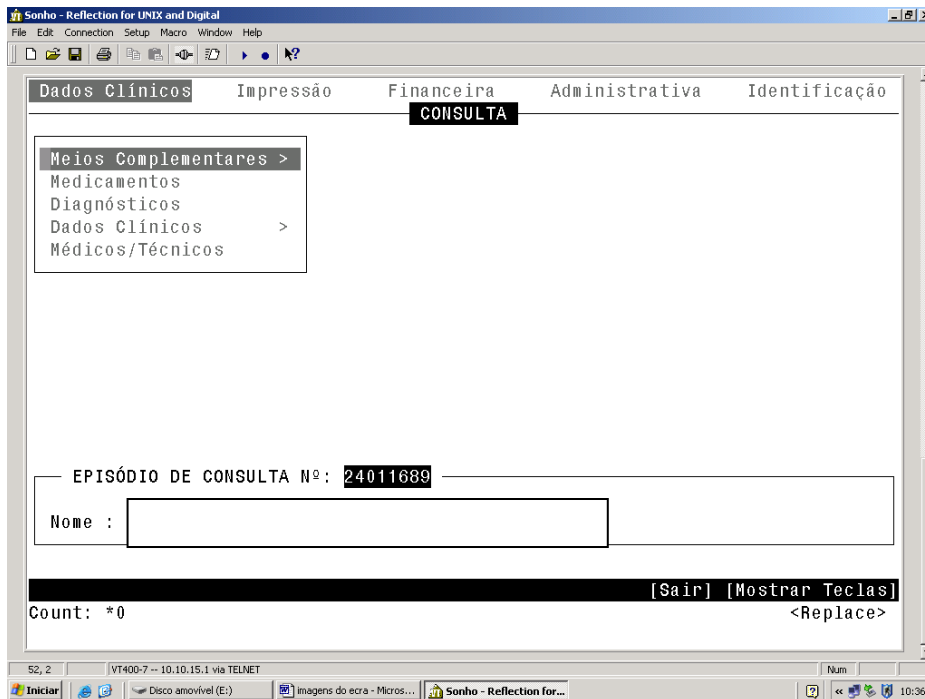 Sonho - Reflection for UNIX and Digital
File Edit Connection Setup Macro Window Help
Dados Clínicos Impressão Financeira Administrativa Identificação
CONSULTA
Meios Complementares >
Medicamentos
Diagnósticos
Dados Clínicos >
Médicos/Técnicos
EPISÓDIO DE CONSULTA Nº: 24011689
Nome :
[Sair] [Mostrar Teclas]
Count: *0 <Replace>
52, 2 VT400-7 -- 10.10.15.1 via TELNET Num
Iniciar Disco amovível (E:) imagens do ecra - Micros... Sonho - Reflection for... 10:36